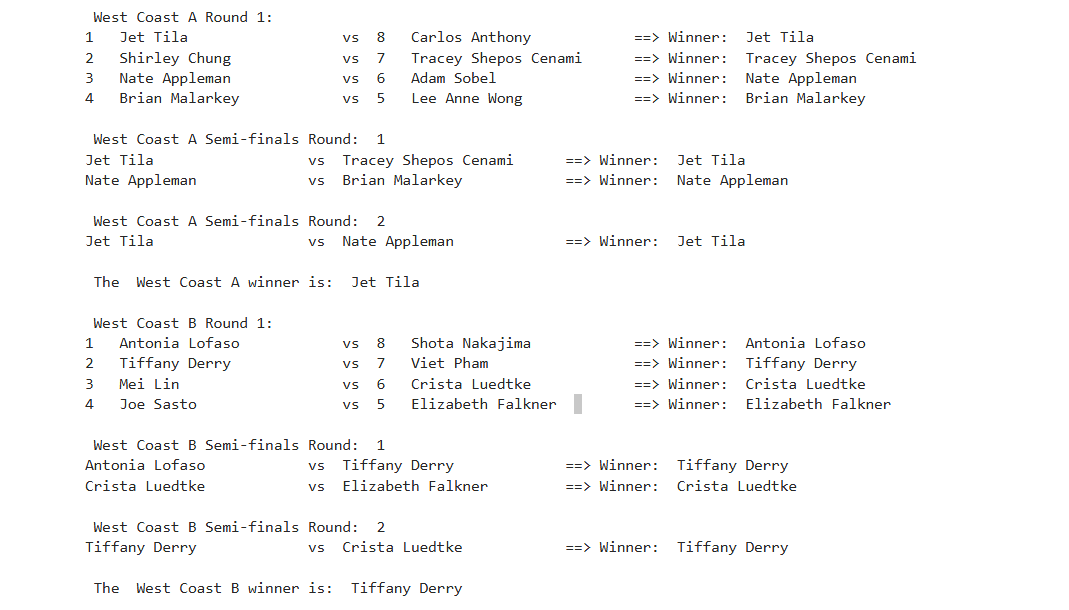 West Coast A Round 1:
1 Jet Tila vs 8 Carlos Anthony ==> Winner: Jet Tila
2 Shirley Chung vs 7 Tracey Shepos Cenami ==> Winner: Tracey Shepos Cenami
3 Nate Appleman vs 6 Adam Sobel ==> Winner: Nate Appleman
4 Brian Malarkey vs 5 Lee Anne Wong ==> Winner: Brian Malarkey
West Coast A Semi-finals Round: 1
Jet Tila vs Tracey Shepos Cenami ==> Winner: Jet Tila
Nate Appleman vs Brian Malarkey ==> Winner: Nate Appleman
West Coast A Semi-finals Round: 2
Jet Tila vs Nate Appleman ==> Winner: Jet Tila
The West Coast A winner is: Jet Tila
West Coast B Round 1:
1 Antonia Lofaso vs 8 Shota Nakajima ==> Winner: Antonia Lofaso
2 Tiffany Derry vs 7 Viet Pham ==> Winner: Tiffany Derry
3 Mei Lin vs 6 Crista Luedtke ==> Winner: Crista Luedtke
4 Joe Sasto vs 5 Elizabeth Falkner ==> Winner: Elizabeth Falkner
West Coast B Semi-finals Round: 1
Antonia Lofaso vs Tiffany Derry ==> Winner: Tiffany Derry
Crista Luedtke vs Elizabeth Falkner ==> Winner: Crista Luedtke
West Coast B Semi-finals Round: 2
Tiffany Derry vs Crista Luedtke ==> Winner: Tiffany Derry
The West Coast B winner is: Tiffany Derry